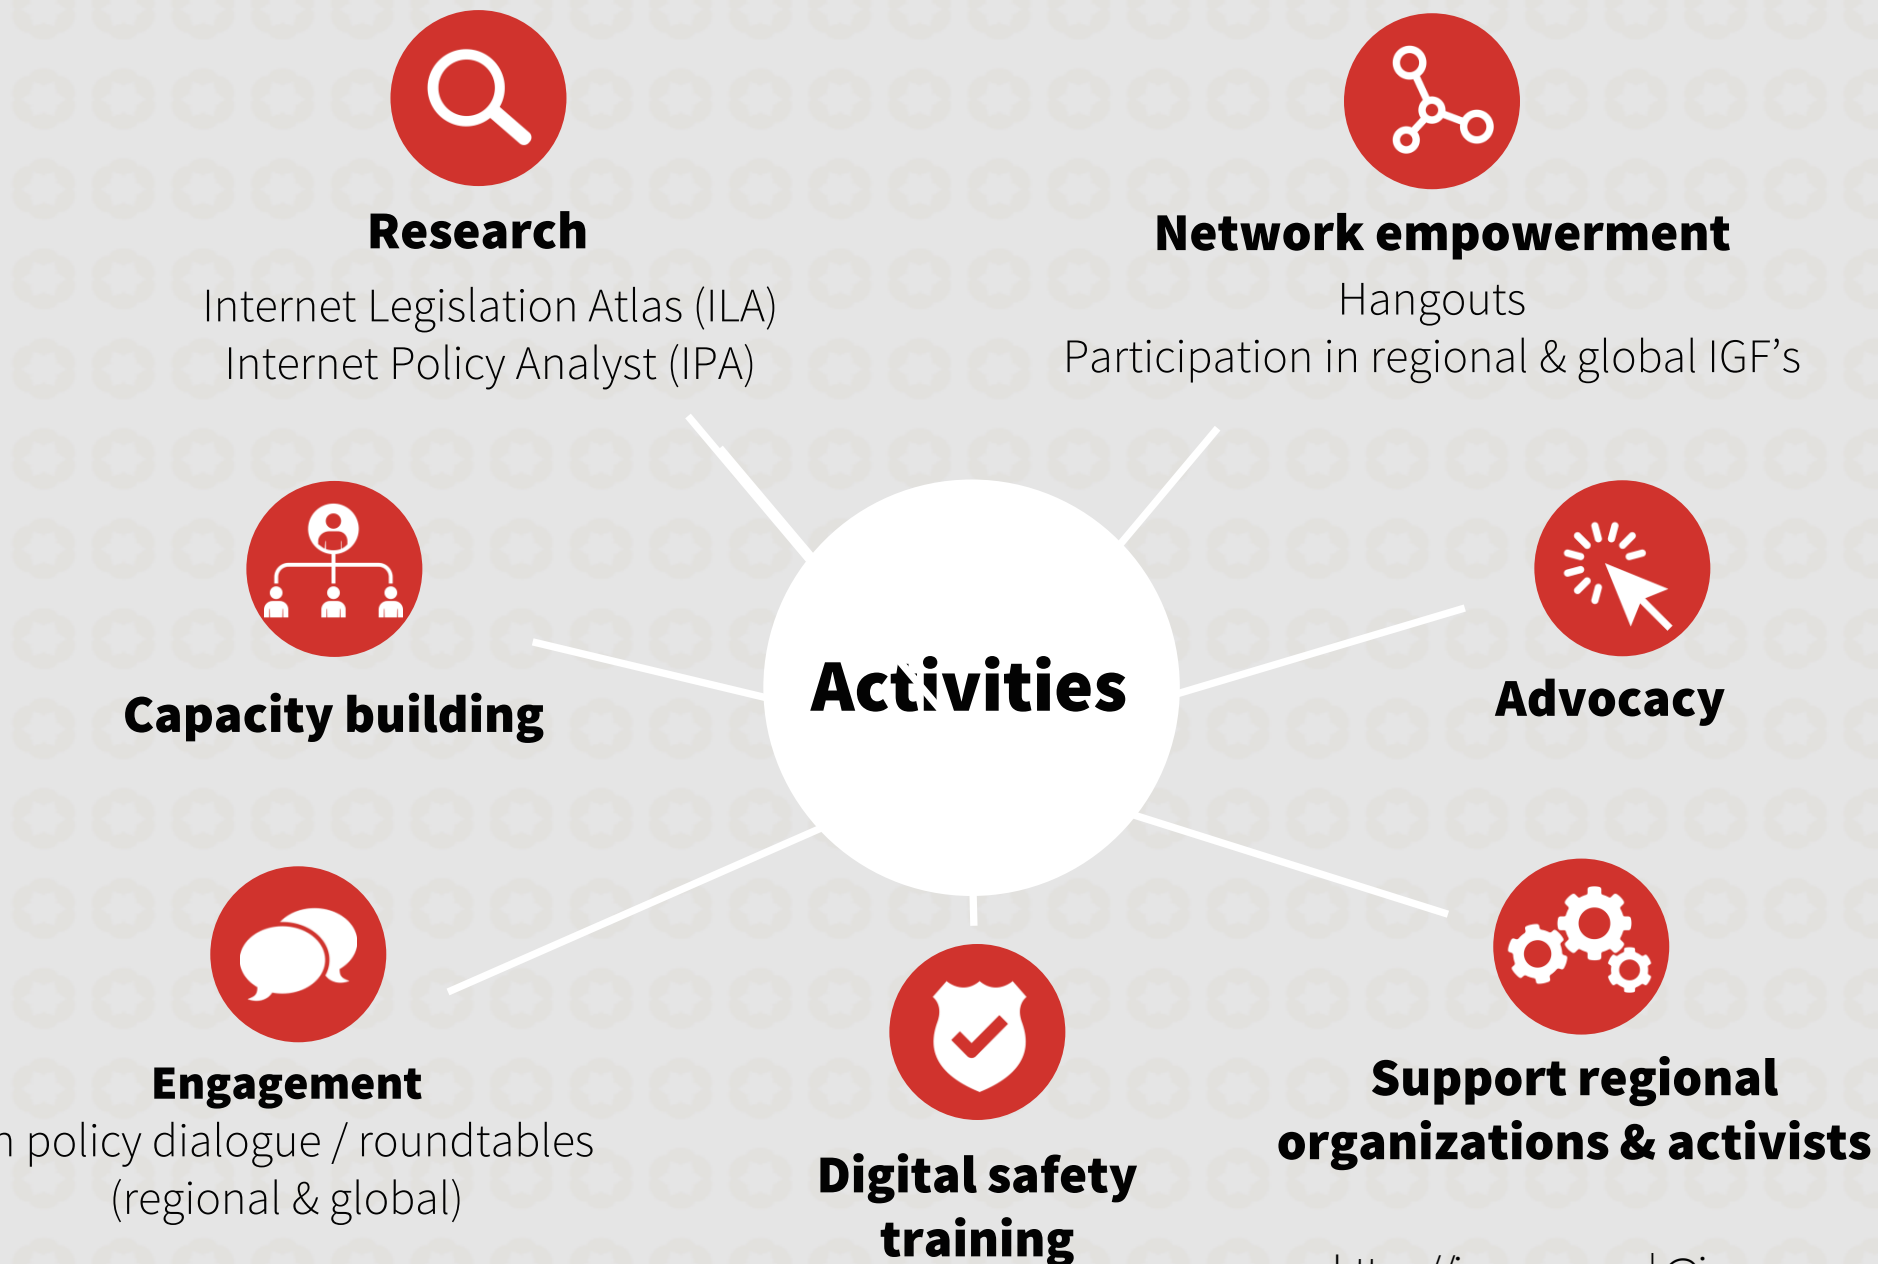 Research
Internet Legislation Atlas (ILA)
Internet Policy Analyst (IPA)
Network empowerment
Hangouts
Participation in regional & global IGF’s
Capacity building
Activities
Advocacy
Engagement
policy dialogue / roundtables
(regional & global)
Digital safety
training
Support regional
organizations & activists